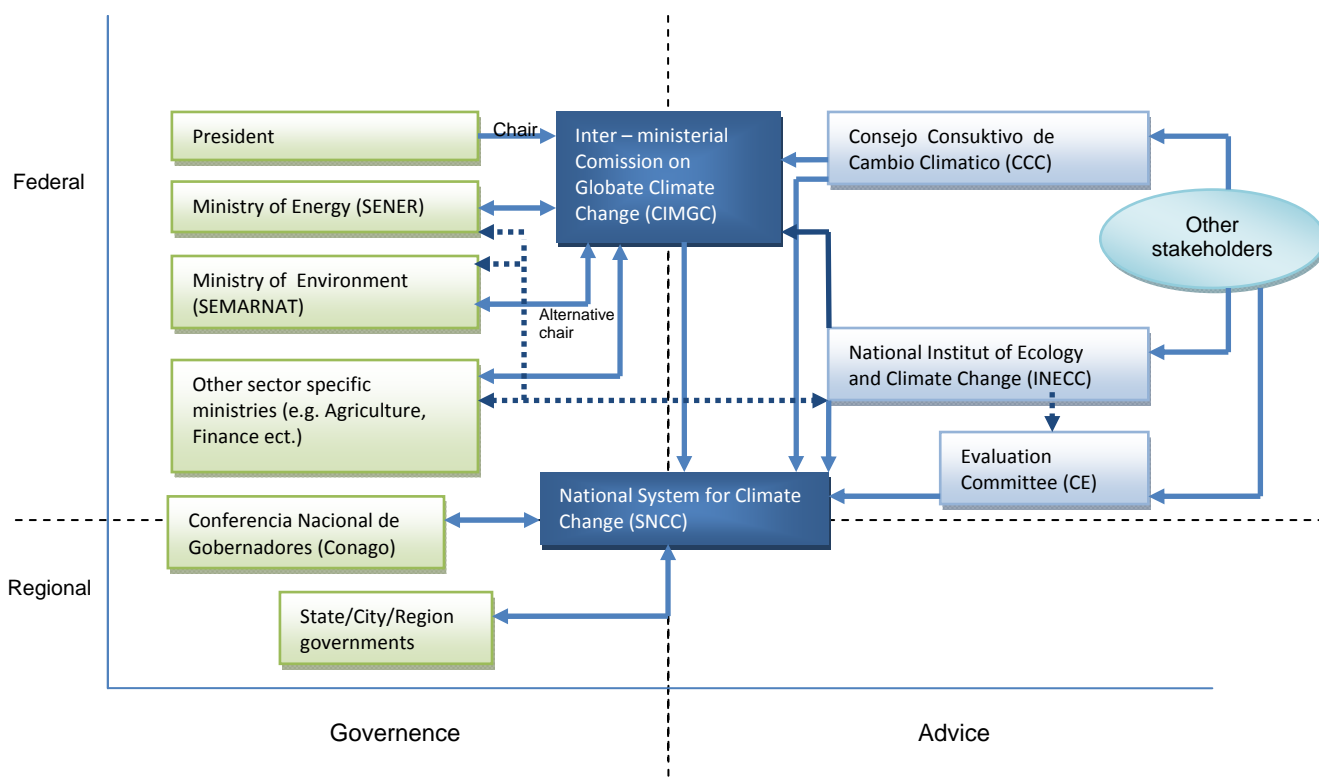 Federal
President
Chair
Inter – ministerial
Comission on
Globate Climate
Change (CIMGC)
Consejo Consuktivo de
Cambio Climatico (CCC)
Ministry of Energy (SENER)
Other
stakeholders
Ministry of Environment
(SEMARNAT)
Alternative
chair
National Institut of Ecology
and Climate Change (INECC)
Other sector specific
ministries (e.g. Agriculture,
Finance ect.)
Evaluation
Committee (CE)
National System for Climate
Change (SNCC)
Conferencia Nacional de
Gobernadores (Conago)
Regional
State/City/Region
governments
Governence
Advice